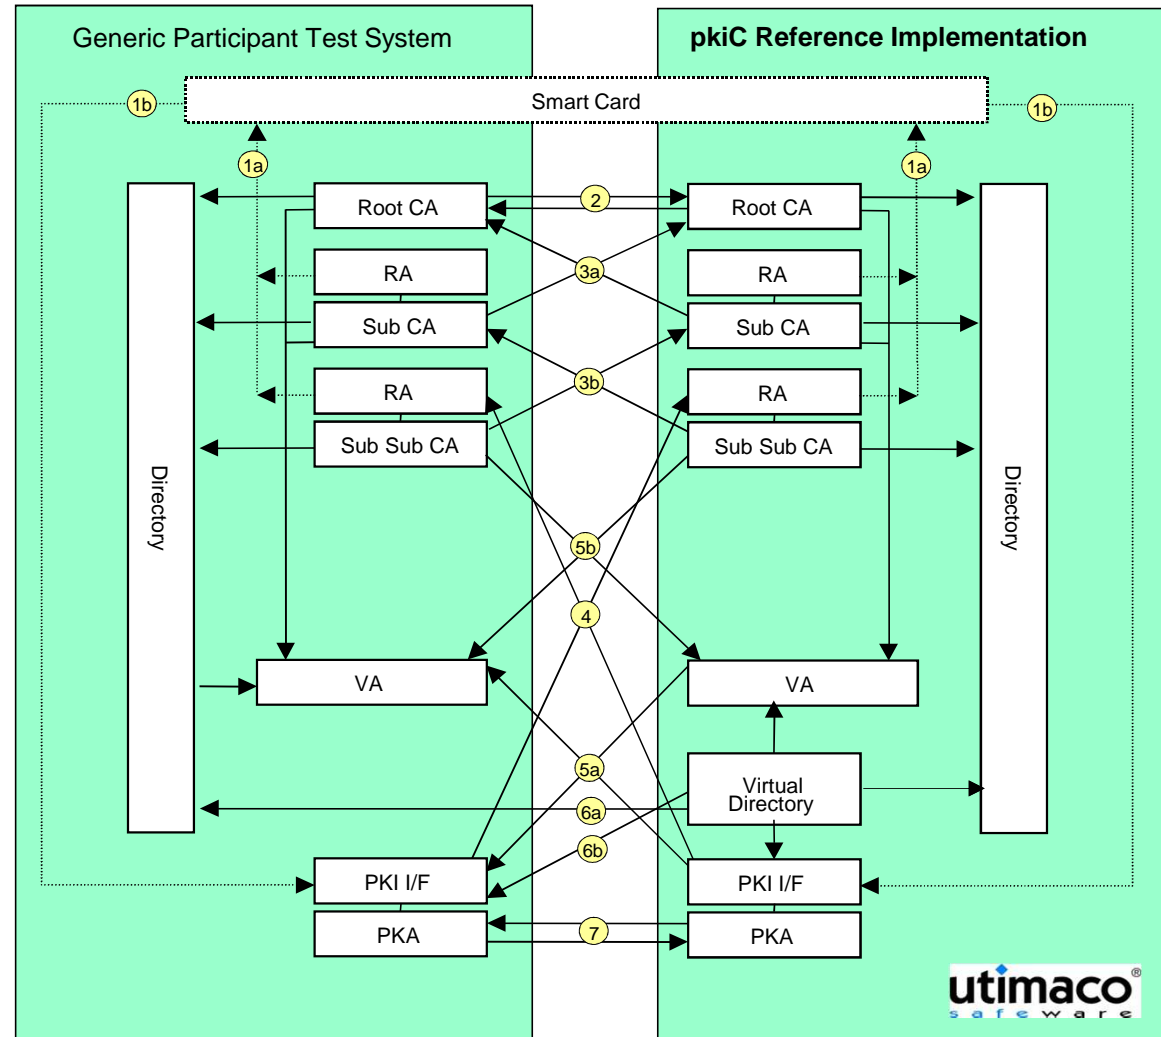 Generic Participant Test System
pkiC Reference Implementation
Smart Card
1b
1b
1a
1a
Root CA
2
Root CA
RA
3a
RA
Sub CA
Sub CA
RA
3b
RA
Sub Sub CA
Sub Sub CA
Directory
Directory
5b
4
VA
VA
5a
Virtual
Directory
6a
6b
PKI I/F
PKI I/F
PKA
7
PKA
utimaco®
safeware